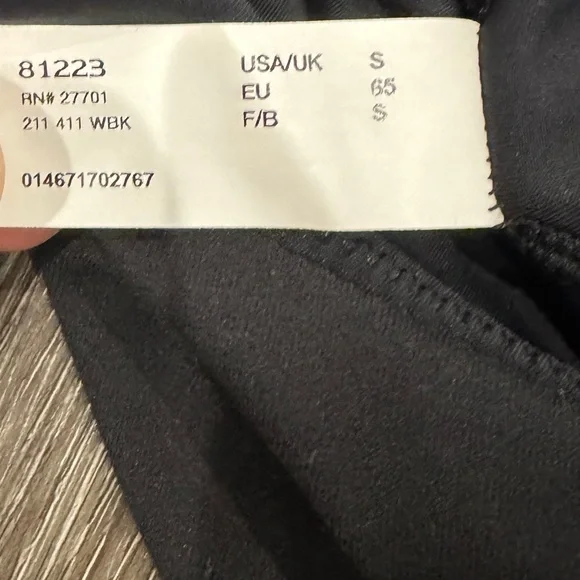 81223 USA/UK S
RN# 27701 EU 65
211 411 WBK F/B S
014671702767